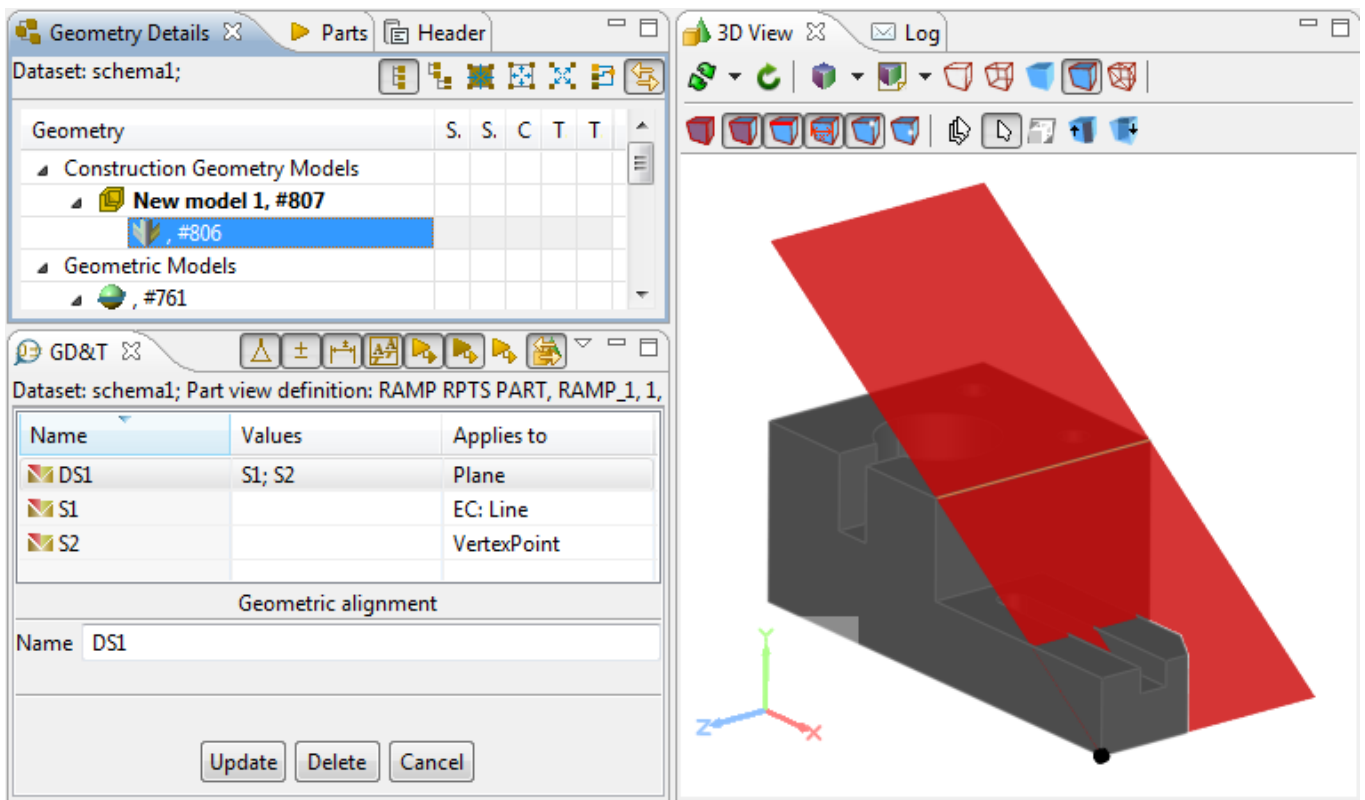 Geometry Details
Parts
Header
Dataset: schema1;
Geometry S. S. C T T
Construction Geometry Models
New model 1, #807
, #806
Geometric Models
, #761
GD&T
Dataset: schema1; Part view definition: RAMP RPTS PART, RAMP_1, 1,
Name Values Applies to
DS1 S1; S2 Plane
S1 EC: Line
S2 VertexPoint
Geometric alignment
Name DS1
Update Delete Cancel
3D View
Log
Y
Z
X